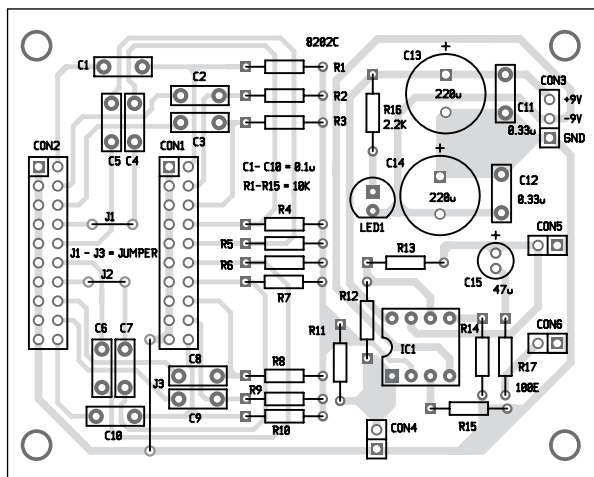 8202C
C13
C1
R1
CON3
C2
R2
R16
2.2K
220u
C11
+9V
-9V
GND
C5 C4
C3
R3
0.33u
CON2
CON1
C1- C10 = 0.1u
R1-R15 = 10K
C14
LED1
220u
C12
0.33u
J1
R4
R5
CON5
J1 - J3 = JUMPER
R6
R13
J2
R7
C15
47u
R12
C6 C7
R11
IC1
R14
CON6
C8
R8
R17
J3
R9
100E
C9
R10
C10
CON4
R15